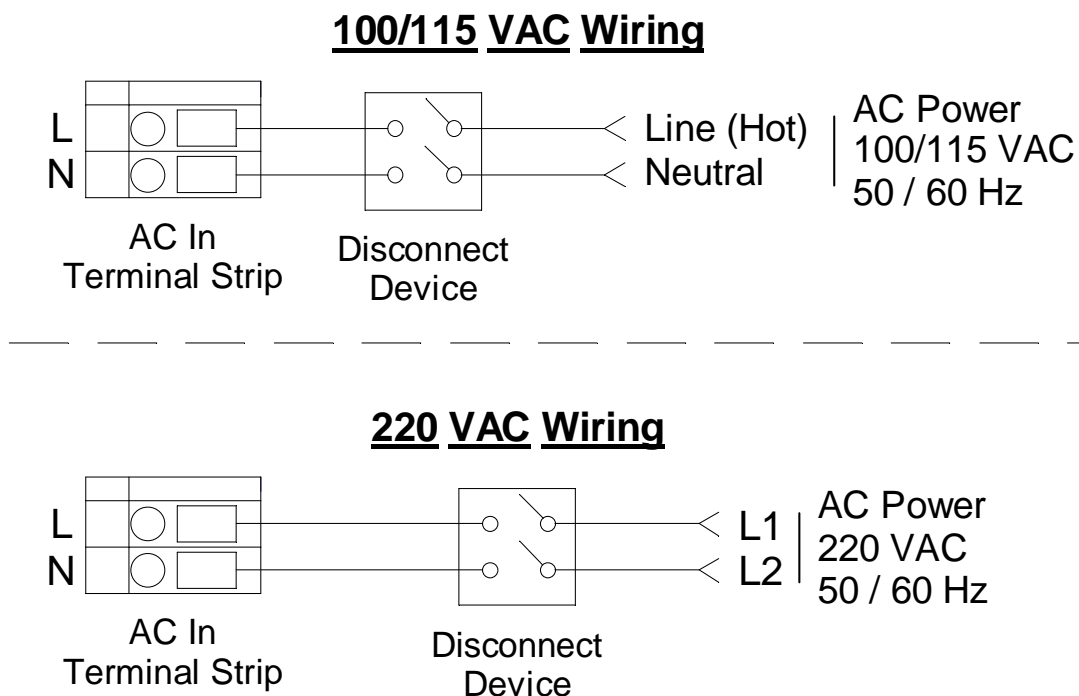 100/115 VAC Wiring
L
N
AC In
Terminal Strip
Disconnect
Device
Line (Hot)
Neutral
AC Power
100/115 VAC
50 / 60 Hz
220 VAC Wiring
L
N
AC In
Terminal Strip
Disconnect
Device
L1
L2
AC Power
220 VAC
50 / 60 Hz